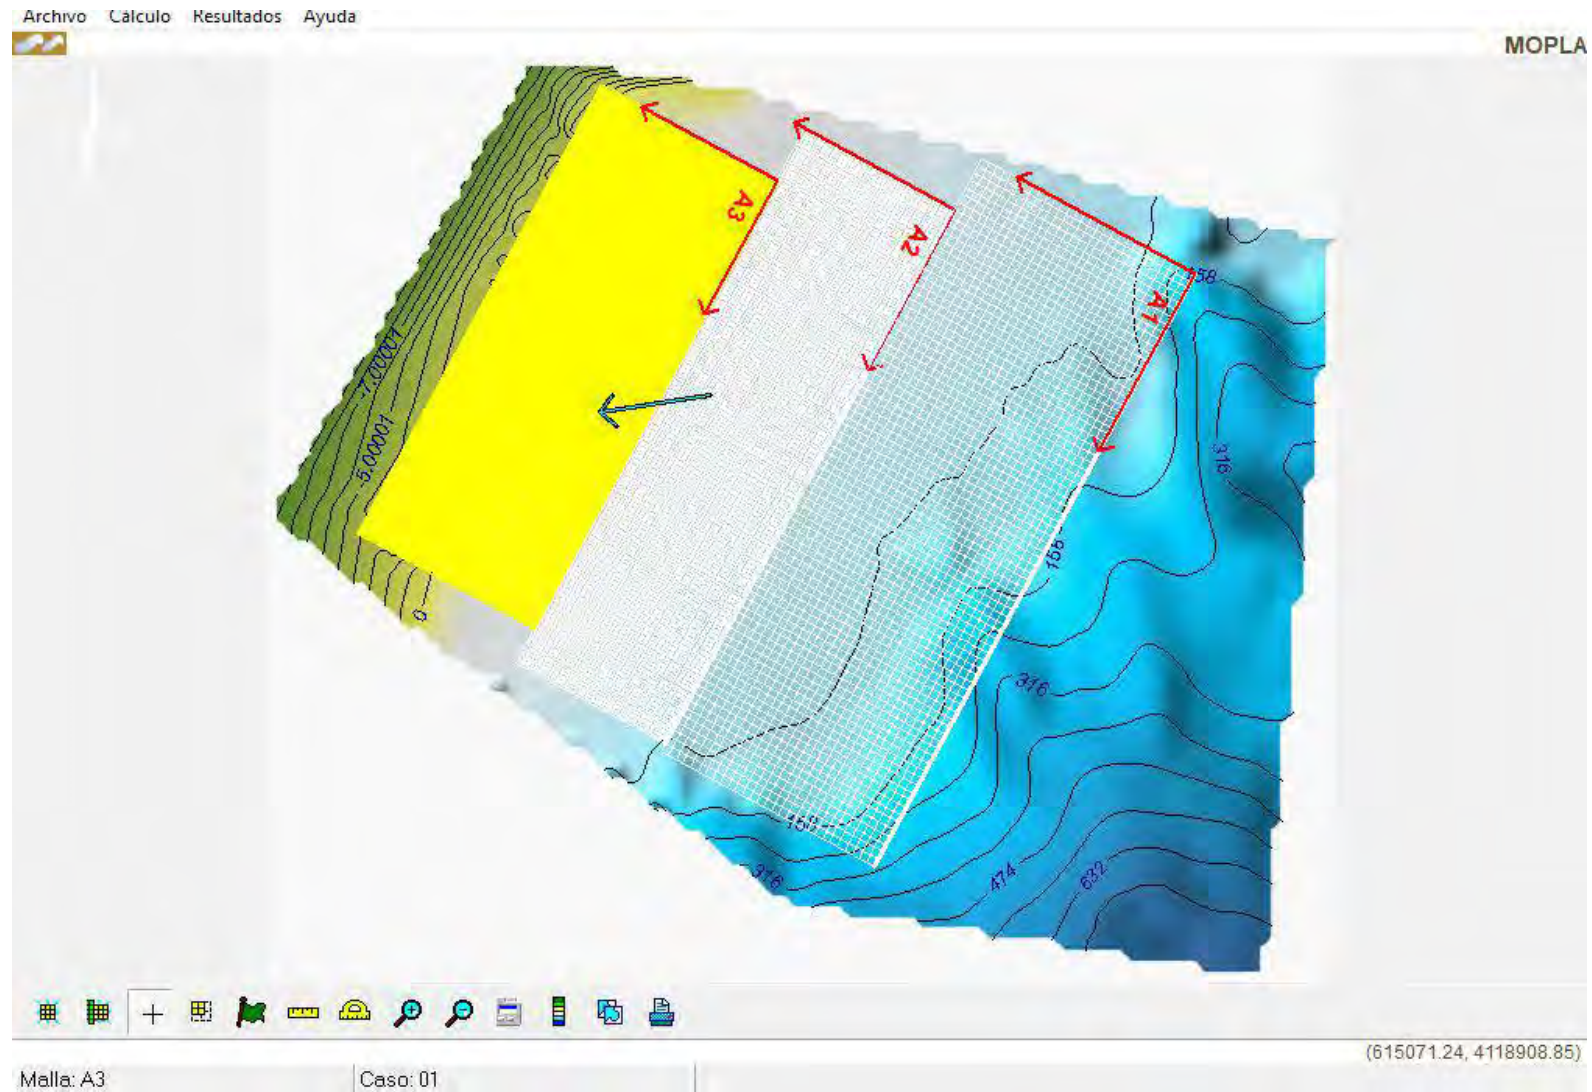 Archivo Cálculo Resultados Ayuda
MOPLA
A3
A2
A1
158
-7.00001
316
-5.00001
158
0
316
158
316
474
632
(615071.24, 4118908.85)
Malla: A3 Caso: 01